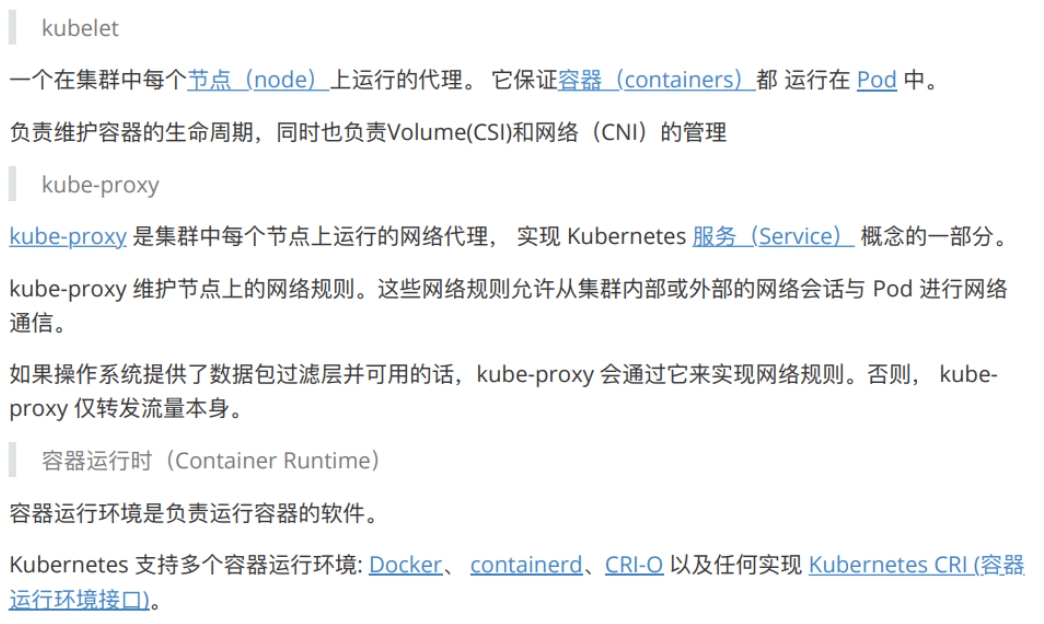 kubelet
一个在集群中每个节点（node）上运行的代理。 它保证容器（containers）都 运行在 Pod 中。
负责维护容器的生命周期，同时也负责Volume(CSI)和网络（CNI）的管理
kube-proxy
kube-proxy 是集群中每个节点上运行的网络代理， 实现 Kubernetes 服务（Service） 概念的一部分。
kube-proxy 维护节点上的网络规则。这些网络规则允许从集群内部或外部的网络会话与 Pod 进行网络
通信。
如果操作系统提供了数据包过滤层并可用的话，kube-proxy 会通过它来实现网络规则。否则， kube-
proxy 仅转发流量本身。
容器运行时（Container Runtime）
容器运行环境是负责运行容器的软件。
Kubernetes 支持多个容器运行环境: Docker、 containerd、CRI-O 以及任何实现 Kubernetes CRI (容器
运行环境接口)。